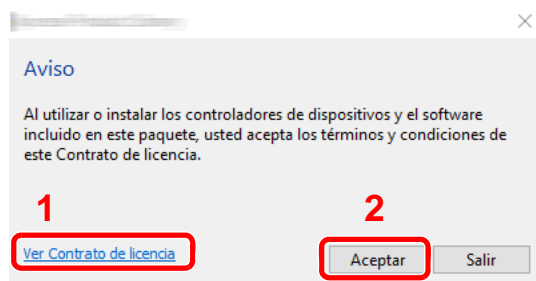 Aviso
Al utilizar o instalar los controladores de dispositivos y el software
incluido en este paquete, usted acepta los términos y condiciones de
este Contrato de licencia.
1
2
Ver Contrato de licencia
Aceptar
Salir